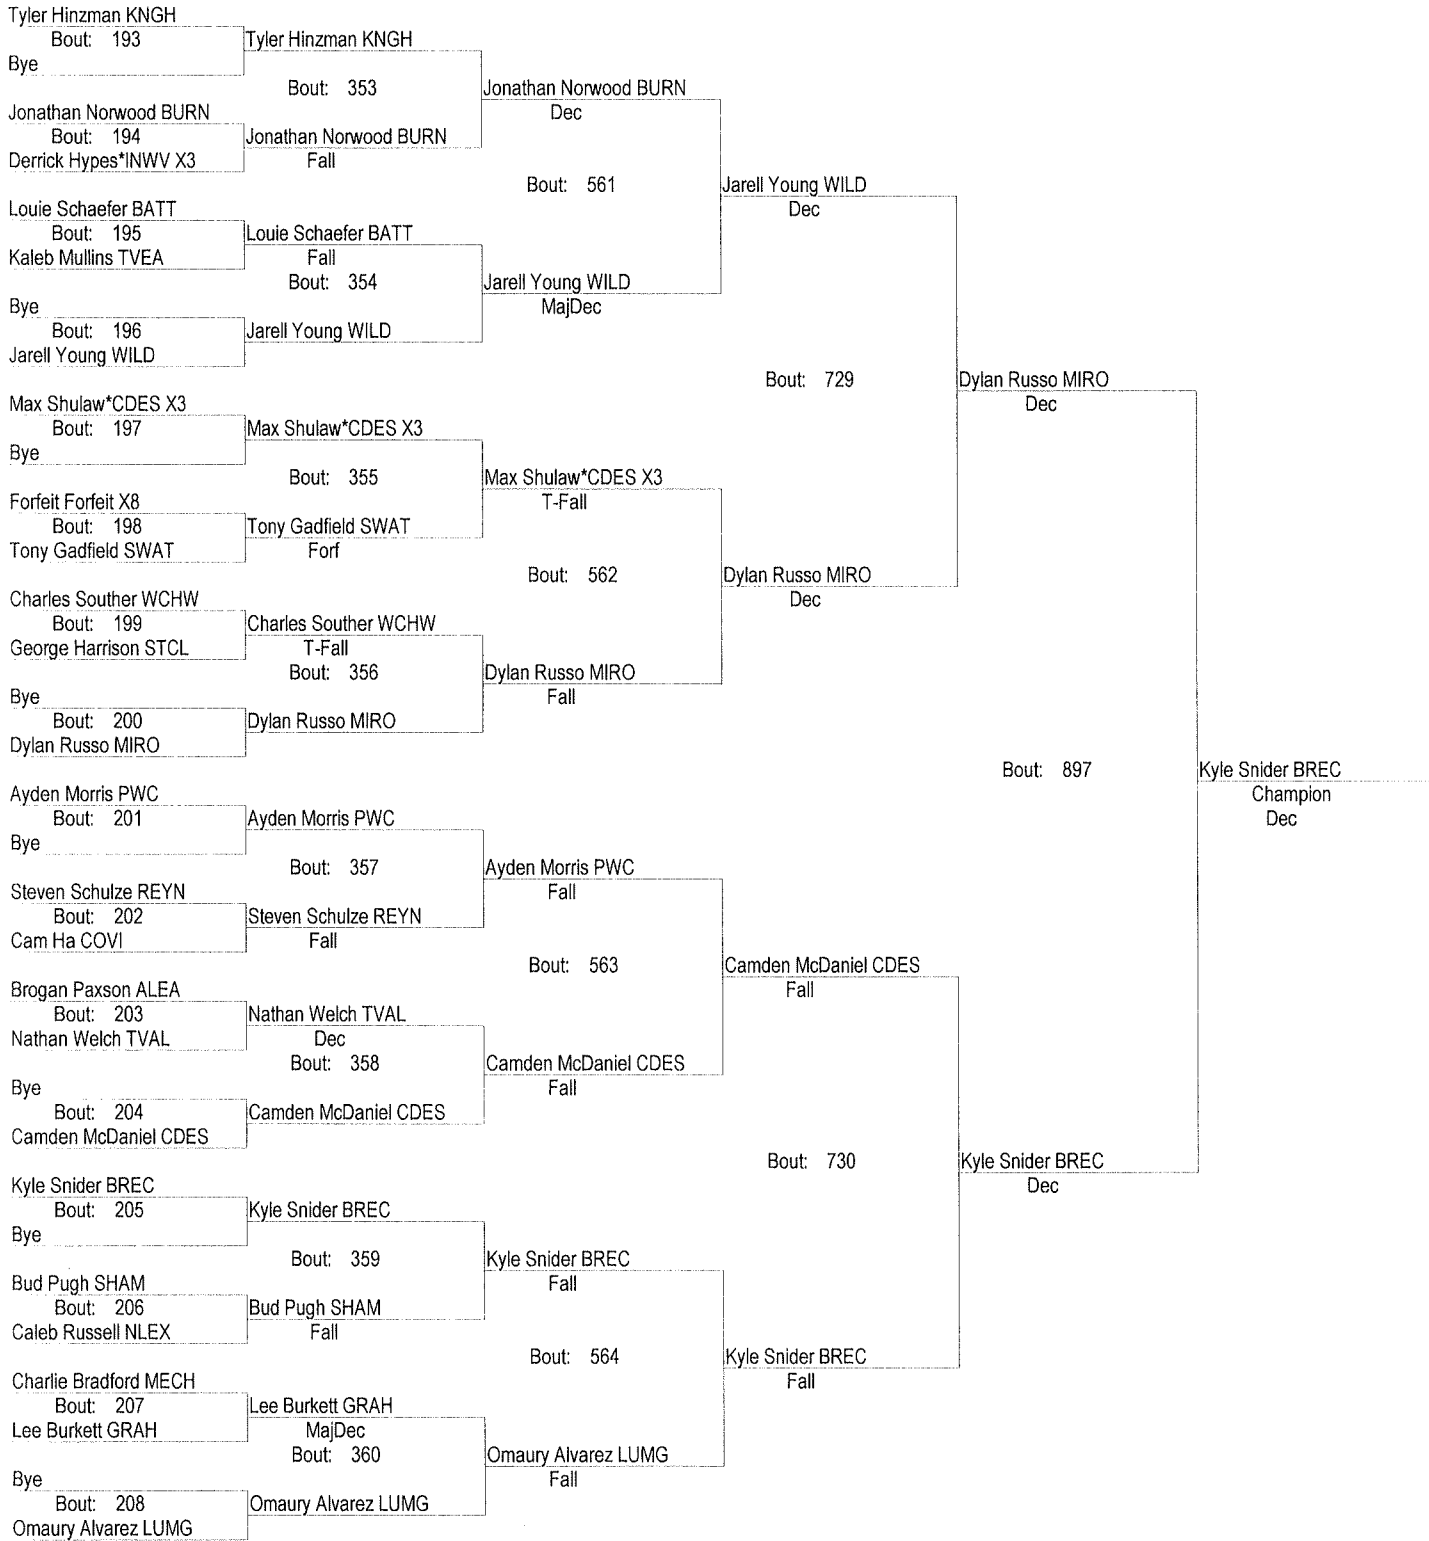 Tyler Hinzman KNGH
Bout: 193
Bye
Jonathan Norwood BURN
Bout: 194
Derrick Hypes*INWV X3
Louie Schaefer BATT
Bout: 195
Kaleb Mullins TVEA
Bye
Bout: 196
Jarell Young WILD
Max Shulaw*CDES X3
Bout: 197
Bye
Forfeit Forfeit X8
Bout: 198
Tony Gadfield SWAT
Charles Souther WCHW
Bout: 199
George Harrison STCL
Bye
Bout: 200
Dylan Russo MIRO
Ayden Morris PWC
Bout: 201
Bye
Steven Schulze REYN
Bout: 202
Cam Ha COVI
Brogan Paxson ALEA
Bout: 203
Nathan Welch TVAL
Bye
Bout: 204
Camden McDaniel CDES
Kyle Snider BREC
Bout: 205
Bye
Bud Pugh SHAM
Bout: 206
Caleb Russell NLEX
Charlie Bradford MECH
Bout: 207
Lee Burkett GRAH
Bye
Bout: 208
Omaury Alvarez LUMG
Tyler Hinzman KNGH
Bout: 353
Jonathan Norwood BURN
Fall
Louie Schaefer BATT
Fall
Bout: 354
Jarell Young WILD
Max Shulaw*CDES X3
Bout: 355
Tony Gadfield SWAT
Forf
Charles Souther WCHW
T-Fall
Bout: 356
Dylan Russo MIRO
Ayden Morris PWC
Bout: 357
Steven Schulze REYN
Fall
Nathan Welch TVAL
Dec
Bout: 358
Camden McDaniel CDES
Kyle Snider BREC
Bout: 359
Bud Pugh SHAM
Fall
Lee Burkett GRAH
MajDec
Bout: 360
Omaury Alvarez LUMG
Jonathan Norwood BURN
Dec
Bout: 561
Jarell Young WILD
MajDec
Max Shulaw*CDES X3
T-Fall
Bout: 562
Dylan Russo MIRO
Fall
Ayden Morris PWC
Fall
Bout: 563
Camden McDaniel CDES
Fall
Kyle Snider BREC
Fall
Bout: 564
Omaury Alvarez LUMG
Fall
Jarell Young WILD
Dec
Bout: 729
Dylan Russo MIRO
Dec
Camden McDaniel CDES
Fall
Bout: 730
Kyle Snider BREC
Fall
Dylan Russo MIRO
Dec
Bout: 897
Kyle Snider BREC
Dec
Kyle Snider BREC
Champion
Dec